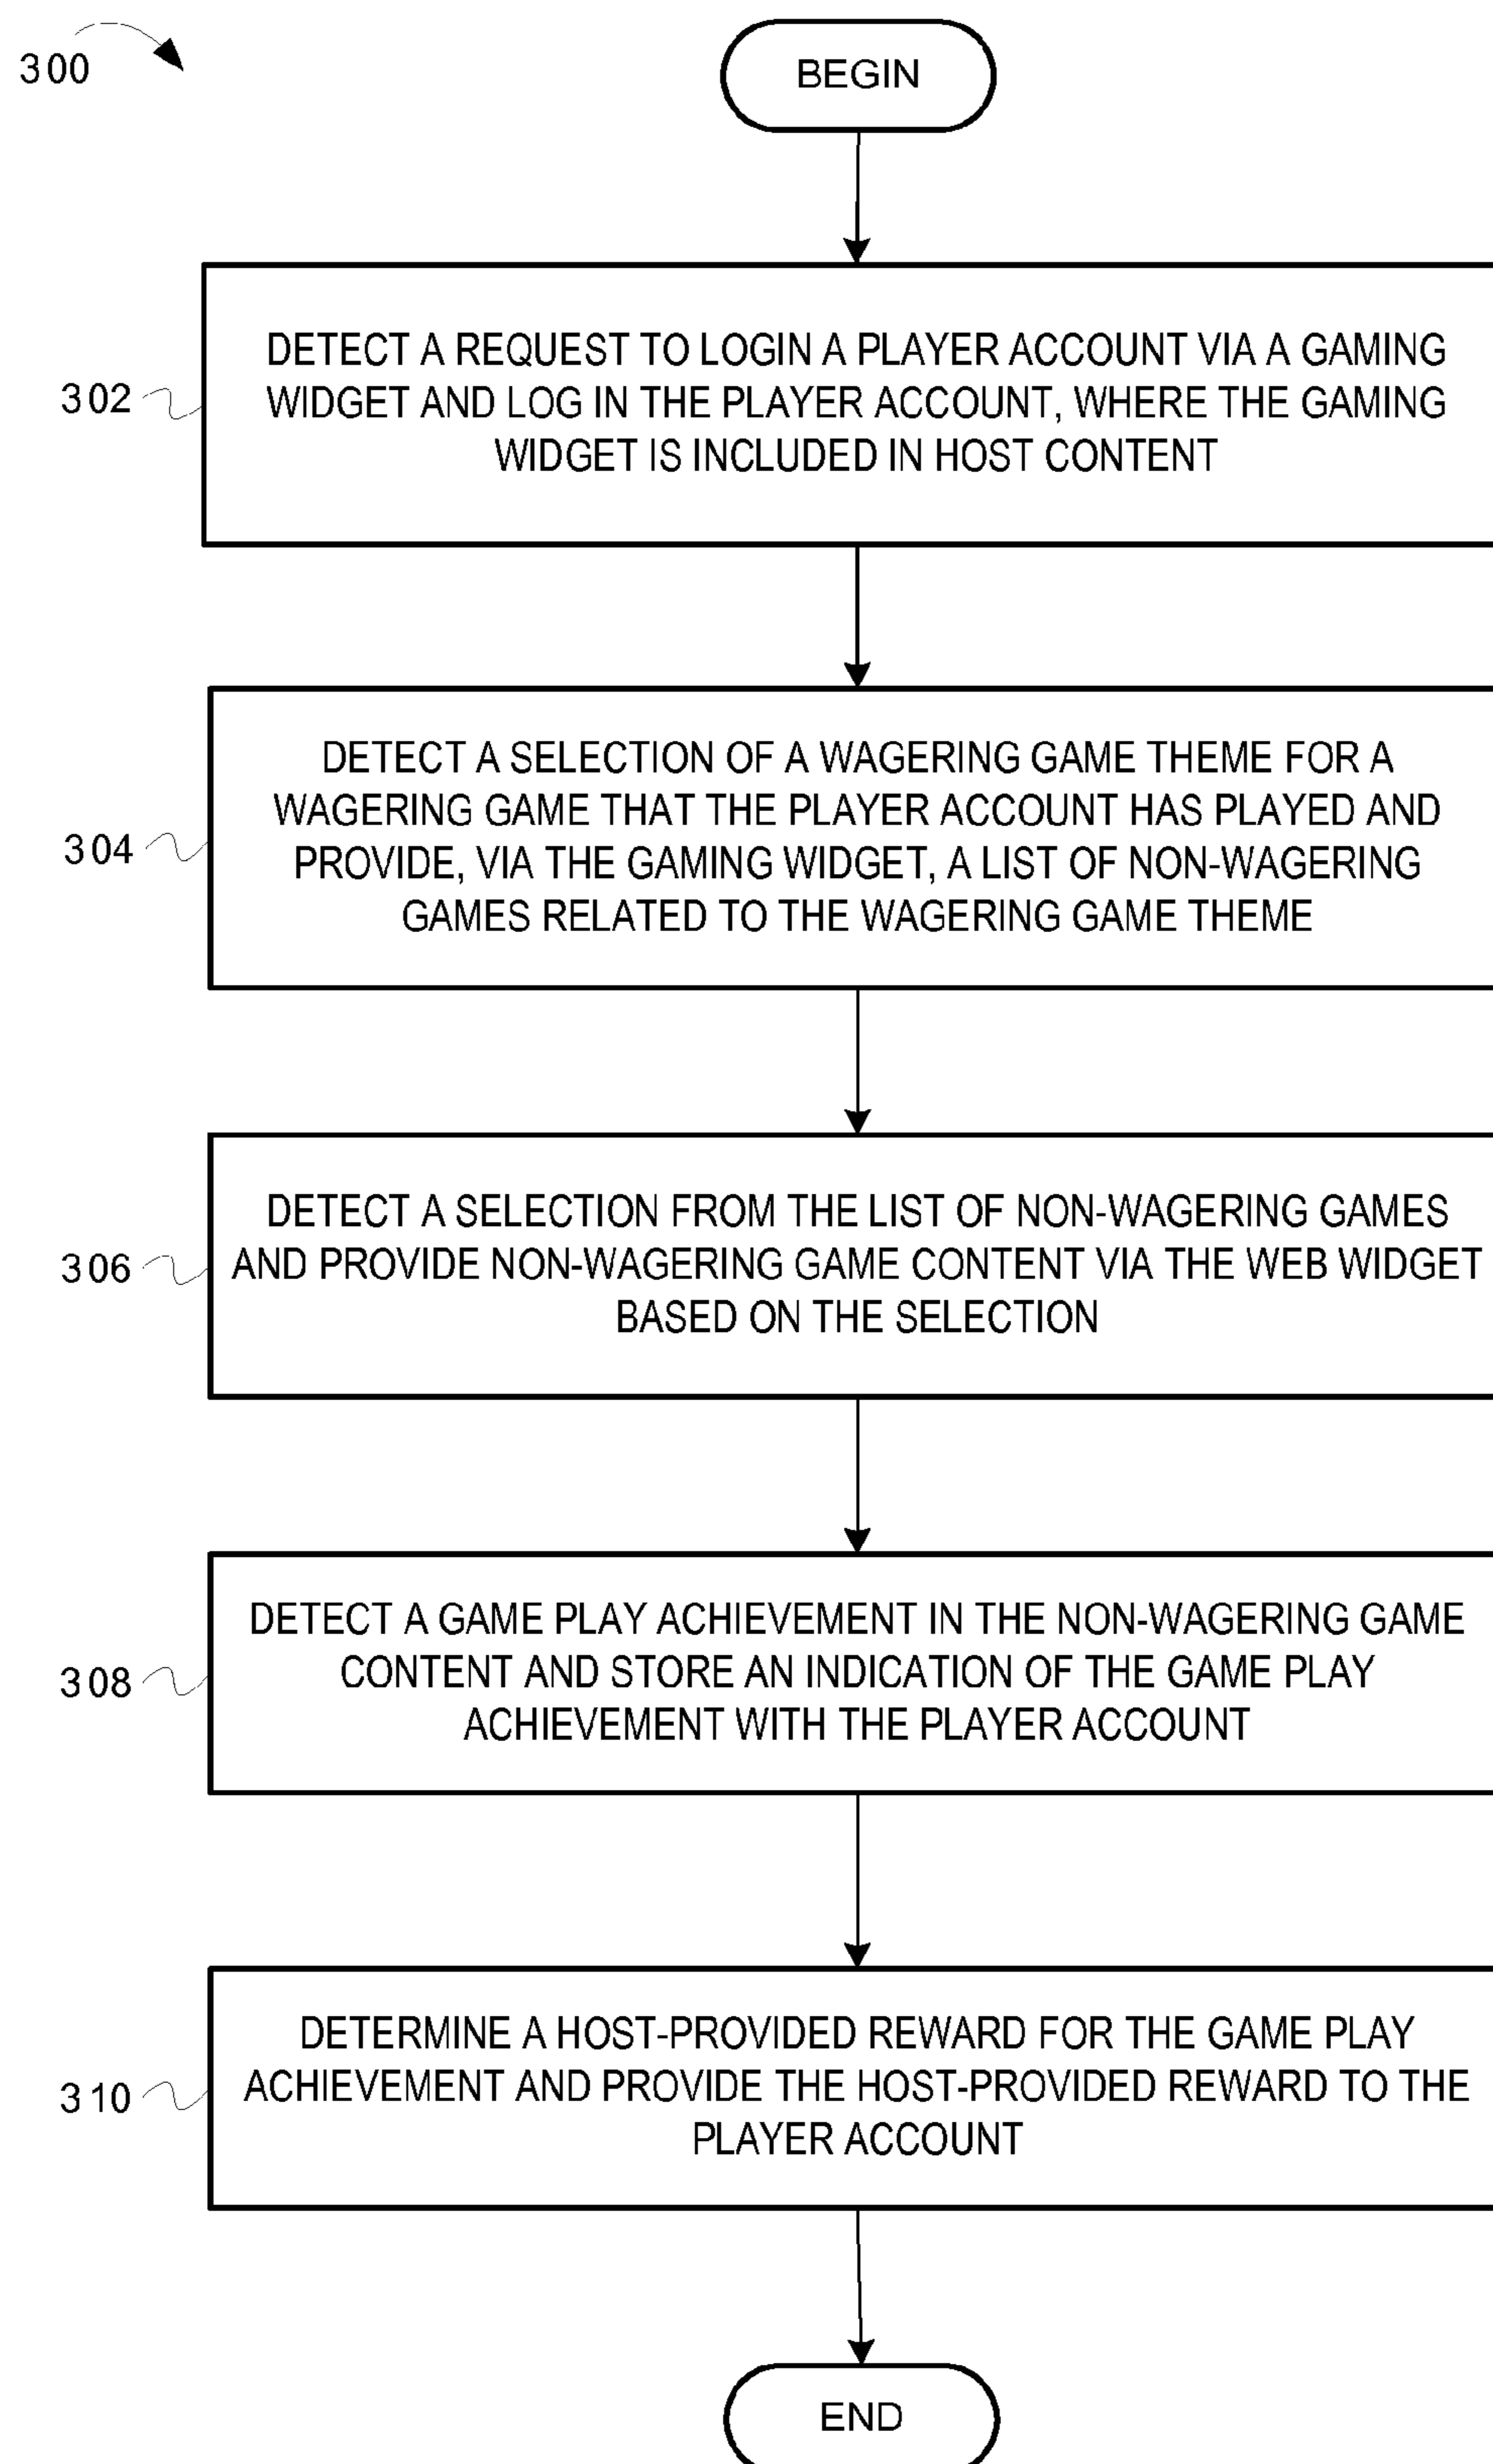 300
BEGIN
302
DETECT A REQUEST TO LOGIN A PLAYER ACCOUNT VIA A GAMING
WIDGET AND LOG IN THE PLAYER ACCOUNT, WHERE THE GAMING
WIDGET IS INCLUDED IN HOST CONTENT
304
DETECT A SELECTION OF A WAGERING GAME THEME FOR A
WAGERING GAME THAT THE PLAYER ACCOUNT HAS PLAYED AND
PROVIDE, VIA THE GAMING WIDGET, A LIST OF NON-WAGERING
GAMES RELATED TO THE WAGERING GAME THEME
306
DETECT A SELECTION FROM THE LIST OF NON-WAGERING GAMES
AND PROVIDE NON-WAGERING GAME CONTENT VIA THE WEB WIDGET
BASED ON THE SELECTION
308
DETECT A GAME PLAY ACHIEVEMENT IN THE NON-WAGERING GAME
CONTENT AND STORE AN INDICATION OF THE GAME PLAY
ACHIEVEMENT WITH THE PLAYER ACCOUNT
310
DETERMINE A HOST-PROVIDED REWARD FOR THE GAME PLAY
ACHIEVEMENT AND PROVIDE THE HOST-PROVIDED REWARD TO THE
PLAYER ACCOUNT
END